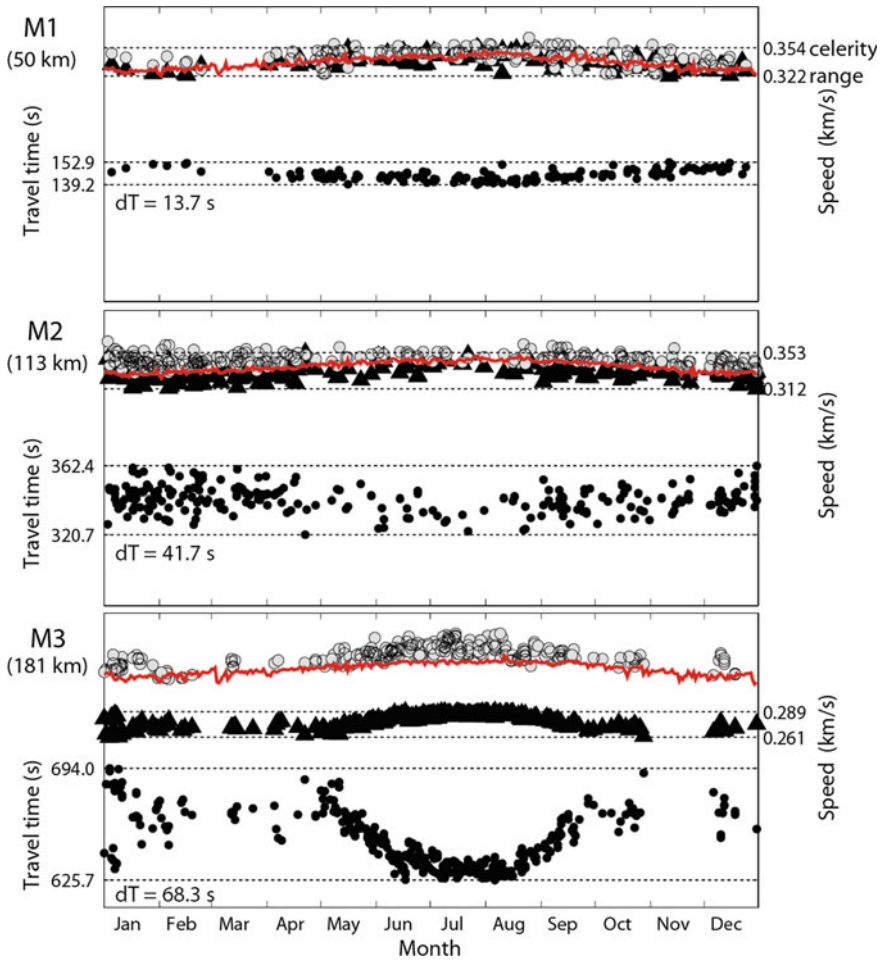 M1
(50 km)
0.354 celerity
0.322 range
Travel time (s)
152.9
139.2
dT = 13.7 s
Speed (km/s)
M2
(113 km)
0.353
0.312
Travel time (s)
362.4
320.7
dT = 41.7 s
Speed (km/s)
M3
(181 km)
0.289
0.261
Travel time (s)
694.0
625.7
dT = 68.3 s
Speed (km/s)
Jan Feb Mar Apr May Jun Jul Aug Sep Oct Nov Dec
Month